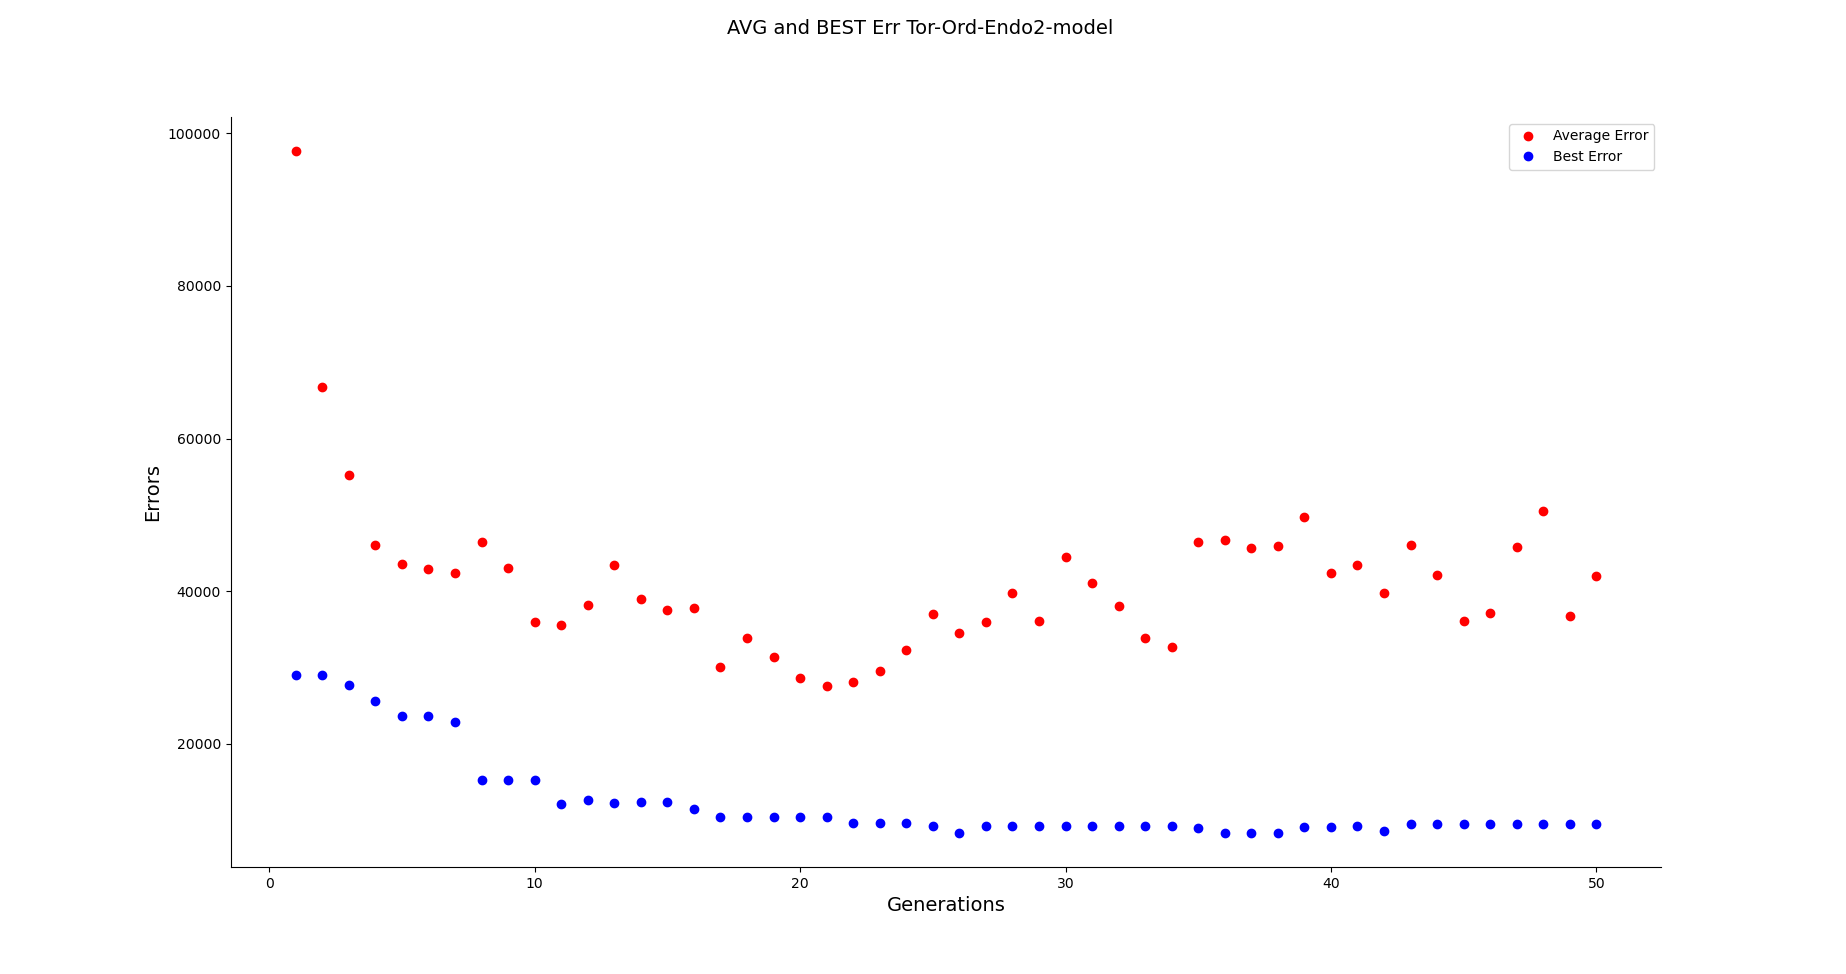 AVG and BEST Err Tor-Ord-Endo2-model
Average Error
Best Error
100000
80000
60000
40000
20000
Errors
0 10 20 30 40 50
Generations